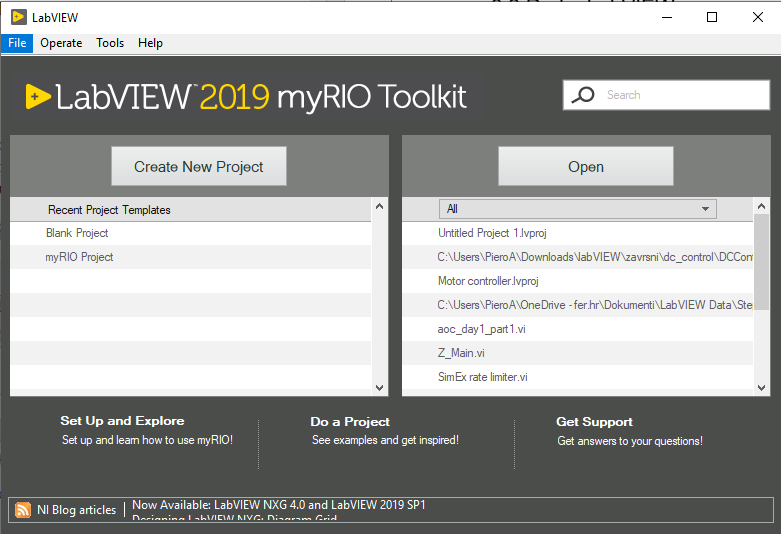 LabVIEW
File Operate Tools Help
LabVIEW™ 2019 myRIO Toolkit
Search
Create New Project
Recent Project Templates
Blank Project
myRIO Project
Open
All
Untitled Project 1.lvproj
C:\Users\PieroA\Downloads\labVIEW\zavrsni\dc_control\DCCon
Motor controller.lvproj
C:\Users\PieroA\OneDrive - fer.hr\Dokumenti\LabVIEW Data\Ste
aoc_day1_part1.vi
Z_Main.vi
SimEx rate limiter.vi
Set Up and Explore
Set up and learn how to use myRIO!
Do a Project
See examples and get inspired!
Get Support
Get answers to your questions!
NI Blog articles
Now Available: LabVIEW NXG 4.0 and LabVIEW 2019 SP1
Designing LabVIEW NXG: Diagram Grid